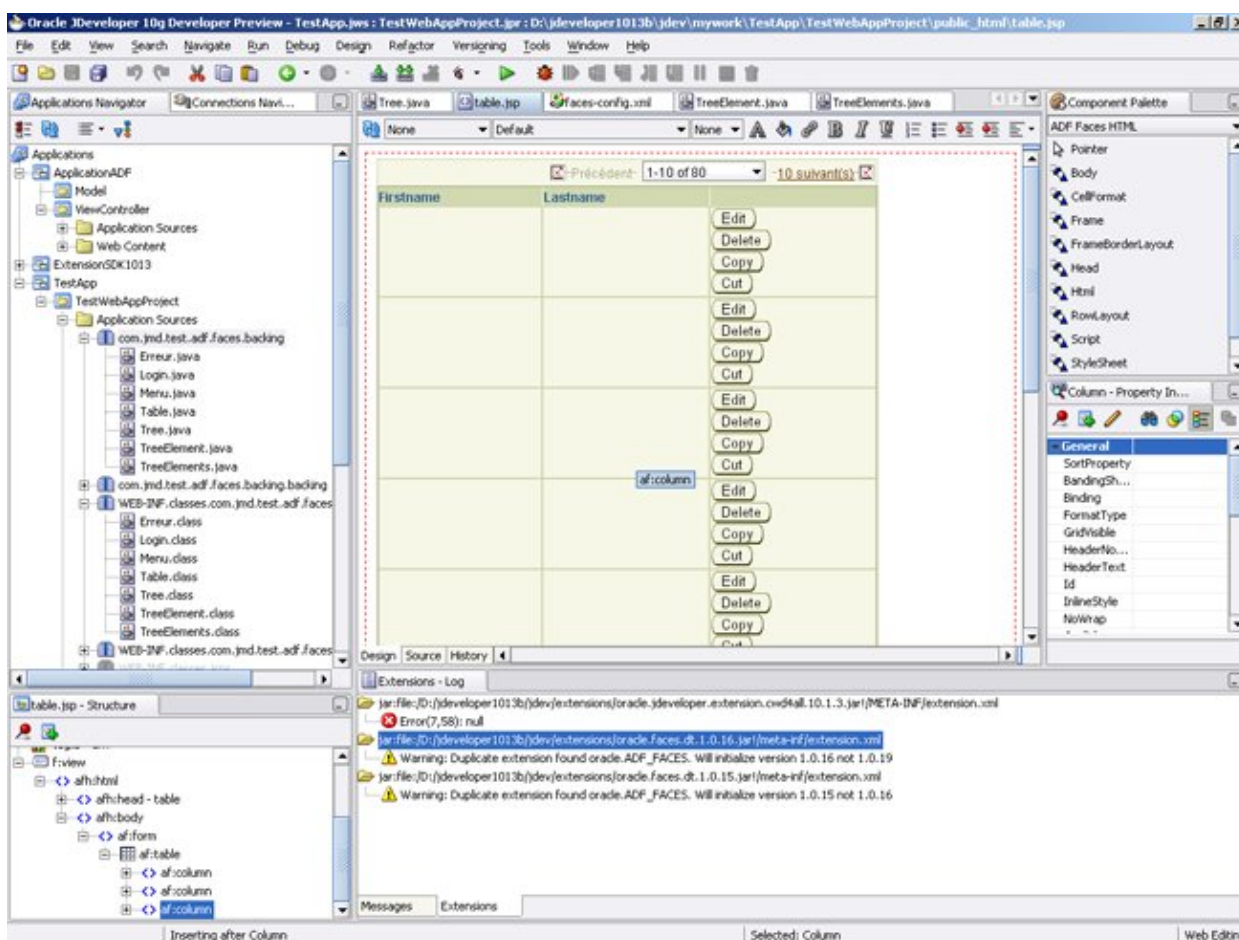 Oracle JDeveloper 10g Developer Preview - TestApp.jws : TestWebAppProject.jpr : D:\jdeveloper1013b\jdev\mywork\TestApp\TestWebAppProject\public_html\table.jsp
File Edit View Search Navigate Run Debug Design Refactor Versioning Tools Window Help
Applications Navigator
Connections Navi...
Applications
ApplicationADF
Model
ViewController
Application Sources
Web Content
ExtensionSDK1013
TestApp
TestWebAppProject
Application Sources
com.jmd.test.adf.faces.backing
Erreur.java
Login.java
Menu.java
Table.java
Tree.java
TreeElement.java
TreeElements.java
com.jmd.test.adf.faces.backing.backing
WEB-INF.classes.com.jmd.test.adf.faces
Erreur.class
Login.class
Menu.class
Table.class
Tree.class
TreeElement.class
TreeElements.class
WEB-INF.classes.com.jmd.test.adf.faces
Tree.java table.jsp faces-config.xml TreeElement.java TreeElements.java
None Default None
Précédent 1-10 of 80 10 suivant(s)
Firstname Lastname
Edit
Delete
Copy
Cut
Edit
Delete
Copy
Cut
Edit
Delete
Copy
Cut
af:column
Edit
Delete
Copy
Cut
Edit
Delete
Copy
Cut
Design Source History
Component Palette
ADF Faces HTML
Pointer
Body
CellFormat
Frame
FrameBorderLayout
Head
Html
RowLayout
Script
StyleSheet
Column - Property In...
General
SortProperty
BandingSh...
Binding
FormatType
GridVisible
HeaderNo...
HeaderText
Id
InlineStyle
NoWrap
table.jsp - Structure
f:view
afh:html
afh:head - table
afh:body
af:form
af:table
af:column
af:column
af:column
Extensions - Log
jar:file:/D:/jdeveloper1013b/jdev/extensions/oracle.jdeveloper.extension.cwd4all.10.1.3.jar!/META-INF/extension.xml
Error(7,58): null
jar:file:/D:/jdeveloper1013b/jdev/extensions/oracle.faces.dt.1.0.16.jar!/meta-inf/extension.xml
Warning: Duplicate extension found oracle.ADF_FACES. Will initialize version 1.0.16 not 1.0.19
jar:file:/D:/jdeveloper1013b/jdev/extensions/oracle.faces.dt.1.0.15.jar!/meta-inf/extension.xml
Warning: Duplicate extension found oracle.ADF_FACES. Will initialize version 1.0.15 not 1.0.16
Messages Extensions
Inserting after Column
Selected: Column
Web Editin